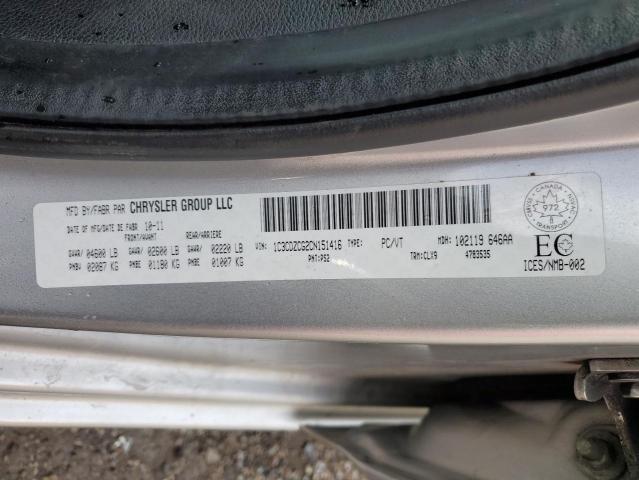 MFD BY/FABR PAR CHRYSLER GROUP LLC
DATE OF MFG/DATE DE FABR 10-11
FRONT/AVANT REAR/ARRIERE
GVWR/ 04600 LB GAWR/ 02600 LB GAWR/ 02220 LB
PNBV 02087 KG PNBE 01180 KG PNBE 01007 KG
VIN: 1C3CDZCG2CN151416 TYPE: PC/VT MDH: 102119 646AA
PNT: PS2 TRM: CLX9 4783535
CANADA
972
EC
ICES/NMB-002